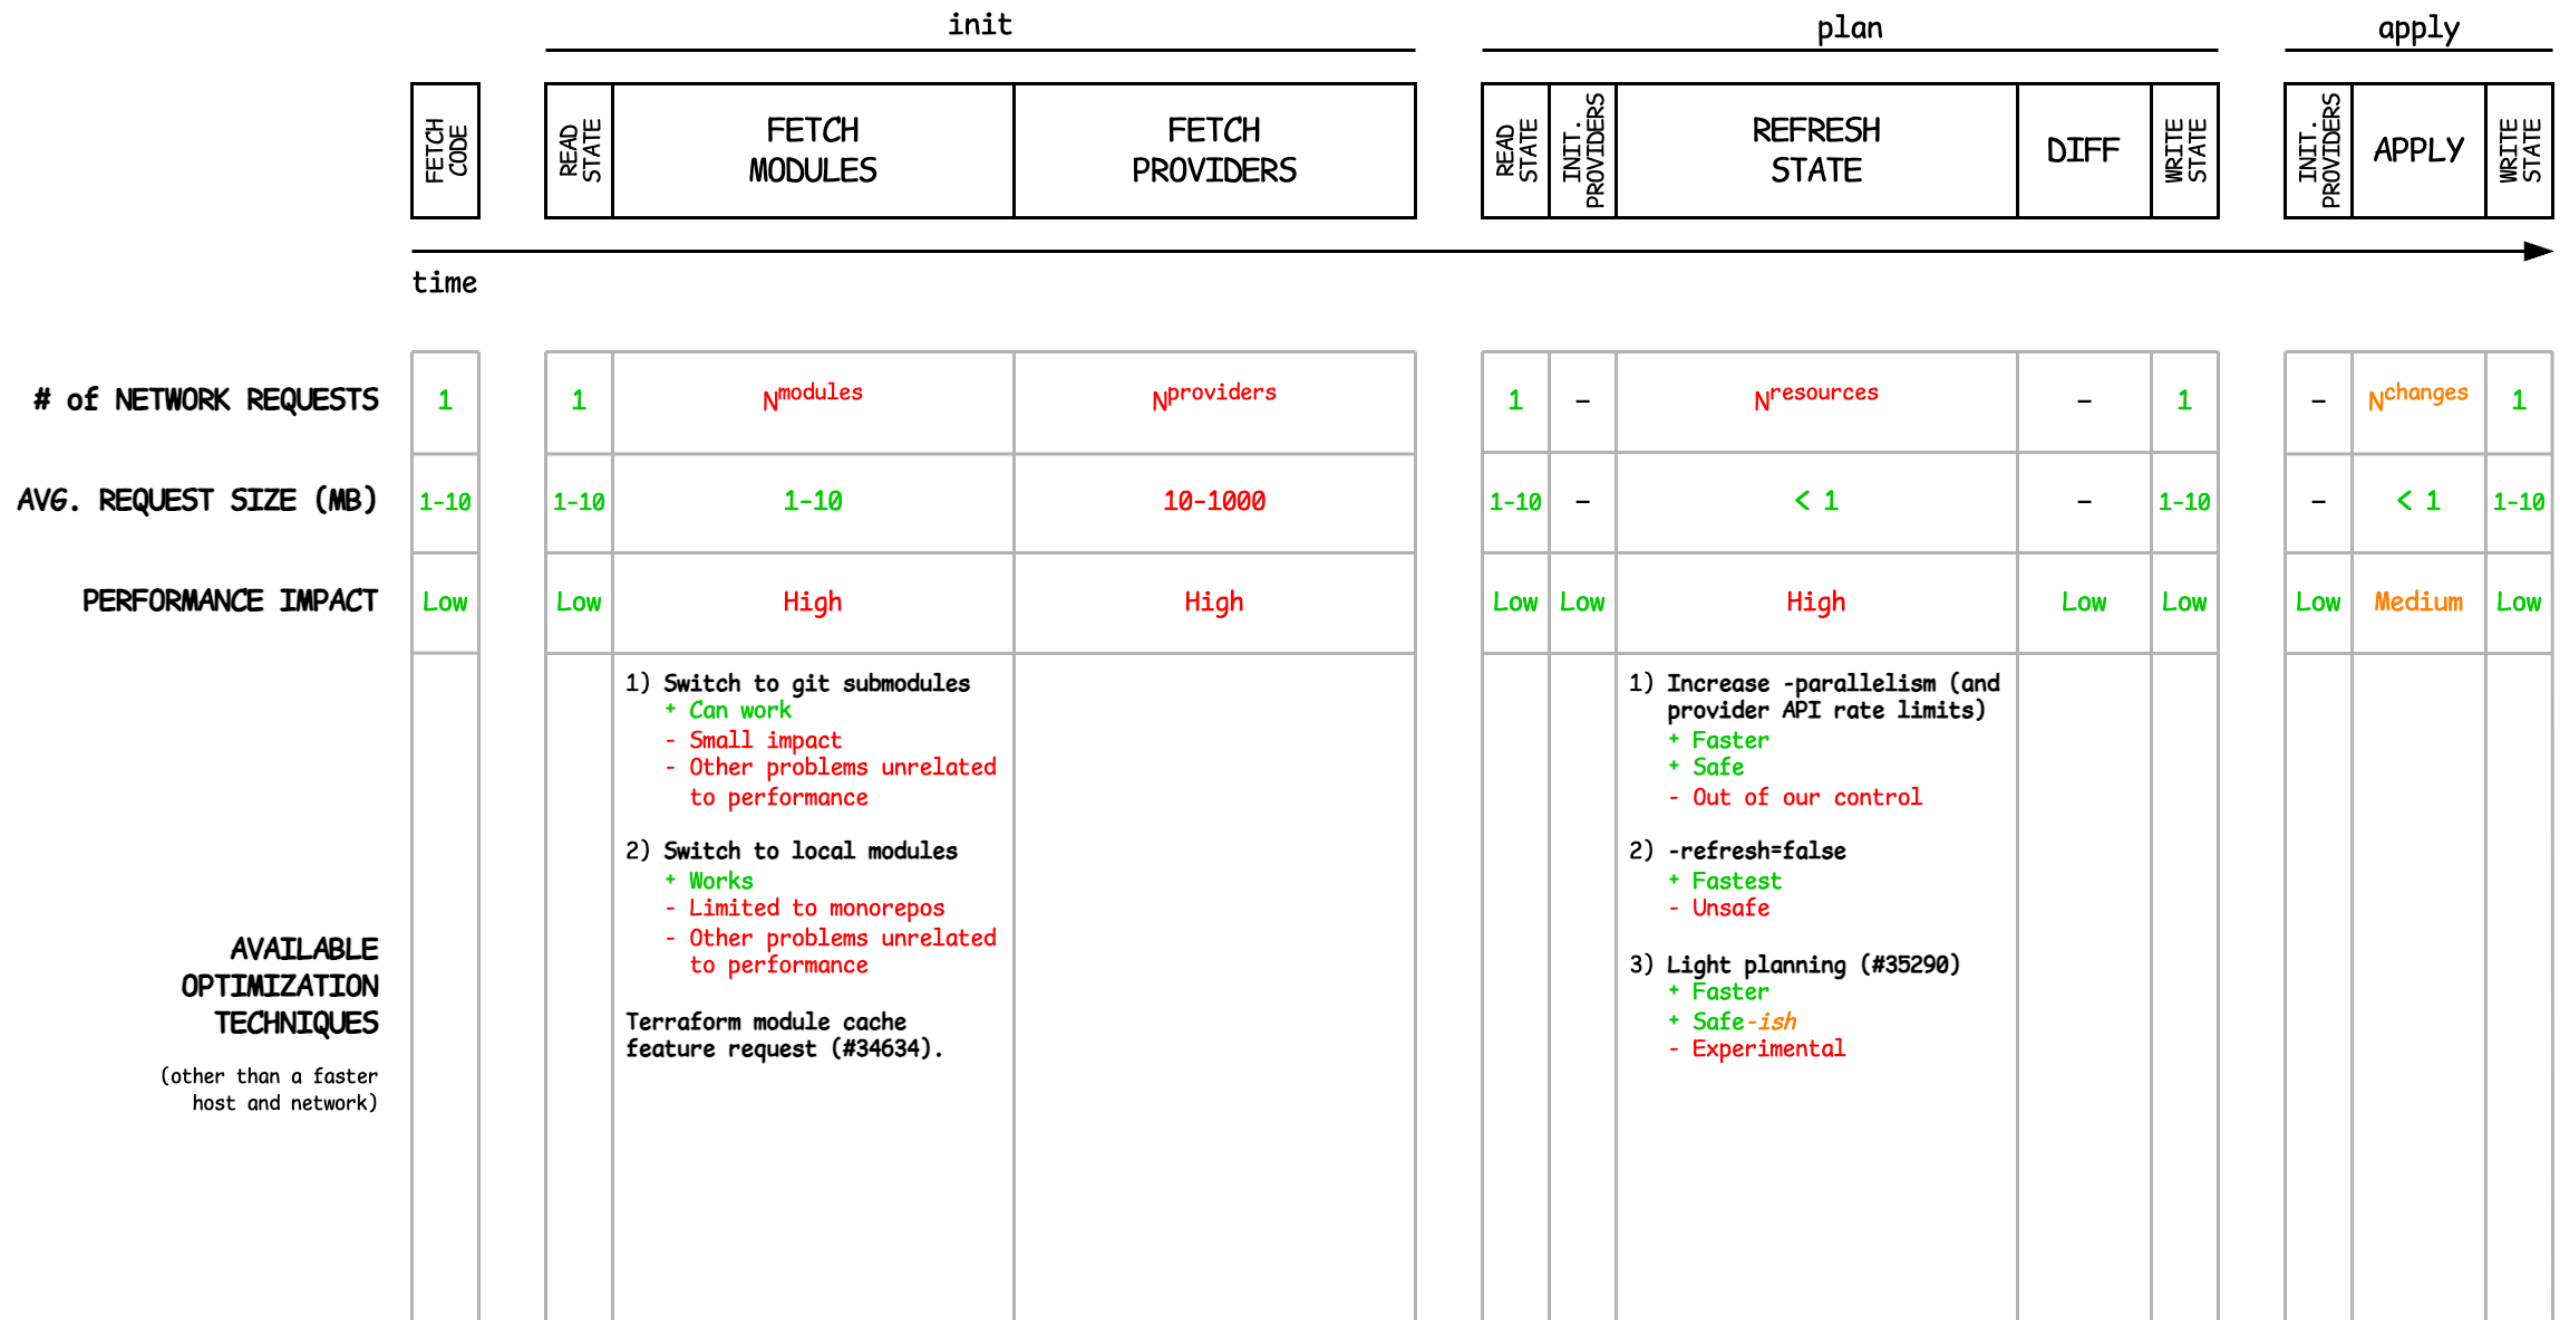 init
plan
apply
FETCH
CODE
READ
STATE
FETCH
MODULES
FETCH
PROVIDERS
READ
STATE
INIT.
PROVIDERS
REFRESH
STATE
DIFF
WRITE
STATE
INIT.
PROVIDERS
APPLY
WRITE
STATE
time
# of NETWORK REQUESTS
1
1
Nmodules
Nproviders
1
–
Nresources
–
1
–
Nchanges
1
AVG. REQUEST SIZE (MB)
1-10
1-10
1-10
10-1000
1-10
–
< 1
–
1-10
–
< 1
1-10
PERFORMANCE IMPACT
Low
Low
High
High
Low
Low
High
Low
Low
Low
Medium
Low
AVAILABLE
OPTIMIZATION
TECHNIQUES
(other than a faster
host and network)
1) Switch to git submodules
+ Can work
- Small impact
- Other problems unrelated
to performance
2) Switch to local modules
+ Works
- Limited to monorepos
- Other problems unrelated
to performance
Terraform module cache
feature request (#34634).
1) Increase -parallelism (and
provider API rate limits)
+ Faster
+ Safe
- Out of our control
2) -refresh=false
+ Fastest
- Unsafe
3) Light planning (#35290)
+ Faster
+ Safe-ish
- Experimental